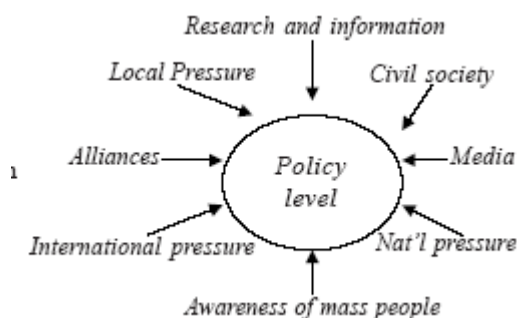 Research and information
Local Pressure
Civil society
Alliances
Policy
level
Media
International pressure
Nat'l pressure
Awareness of mass people